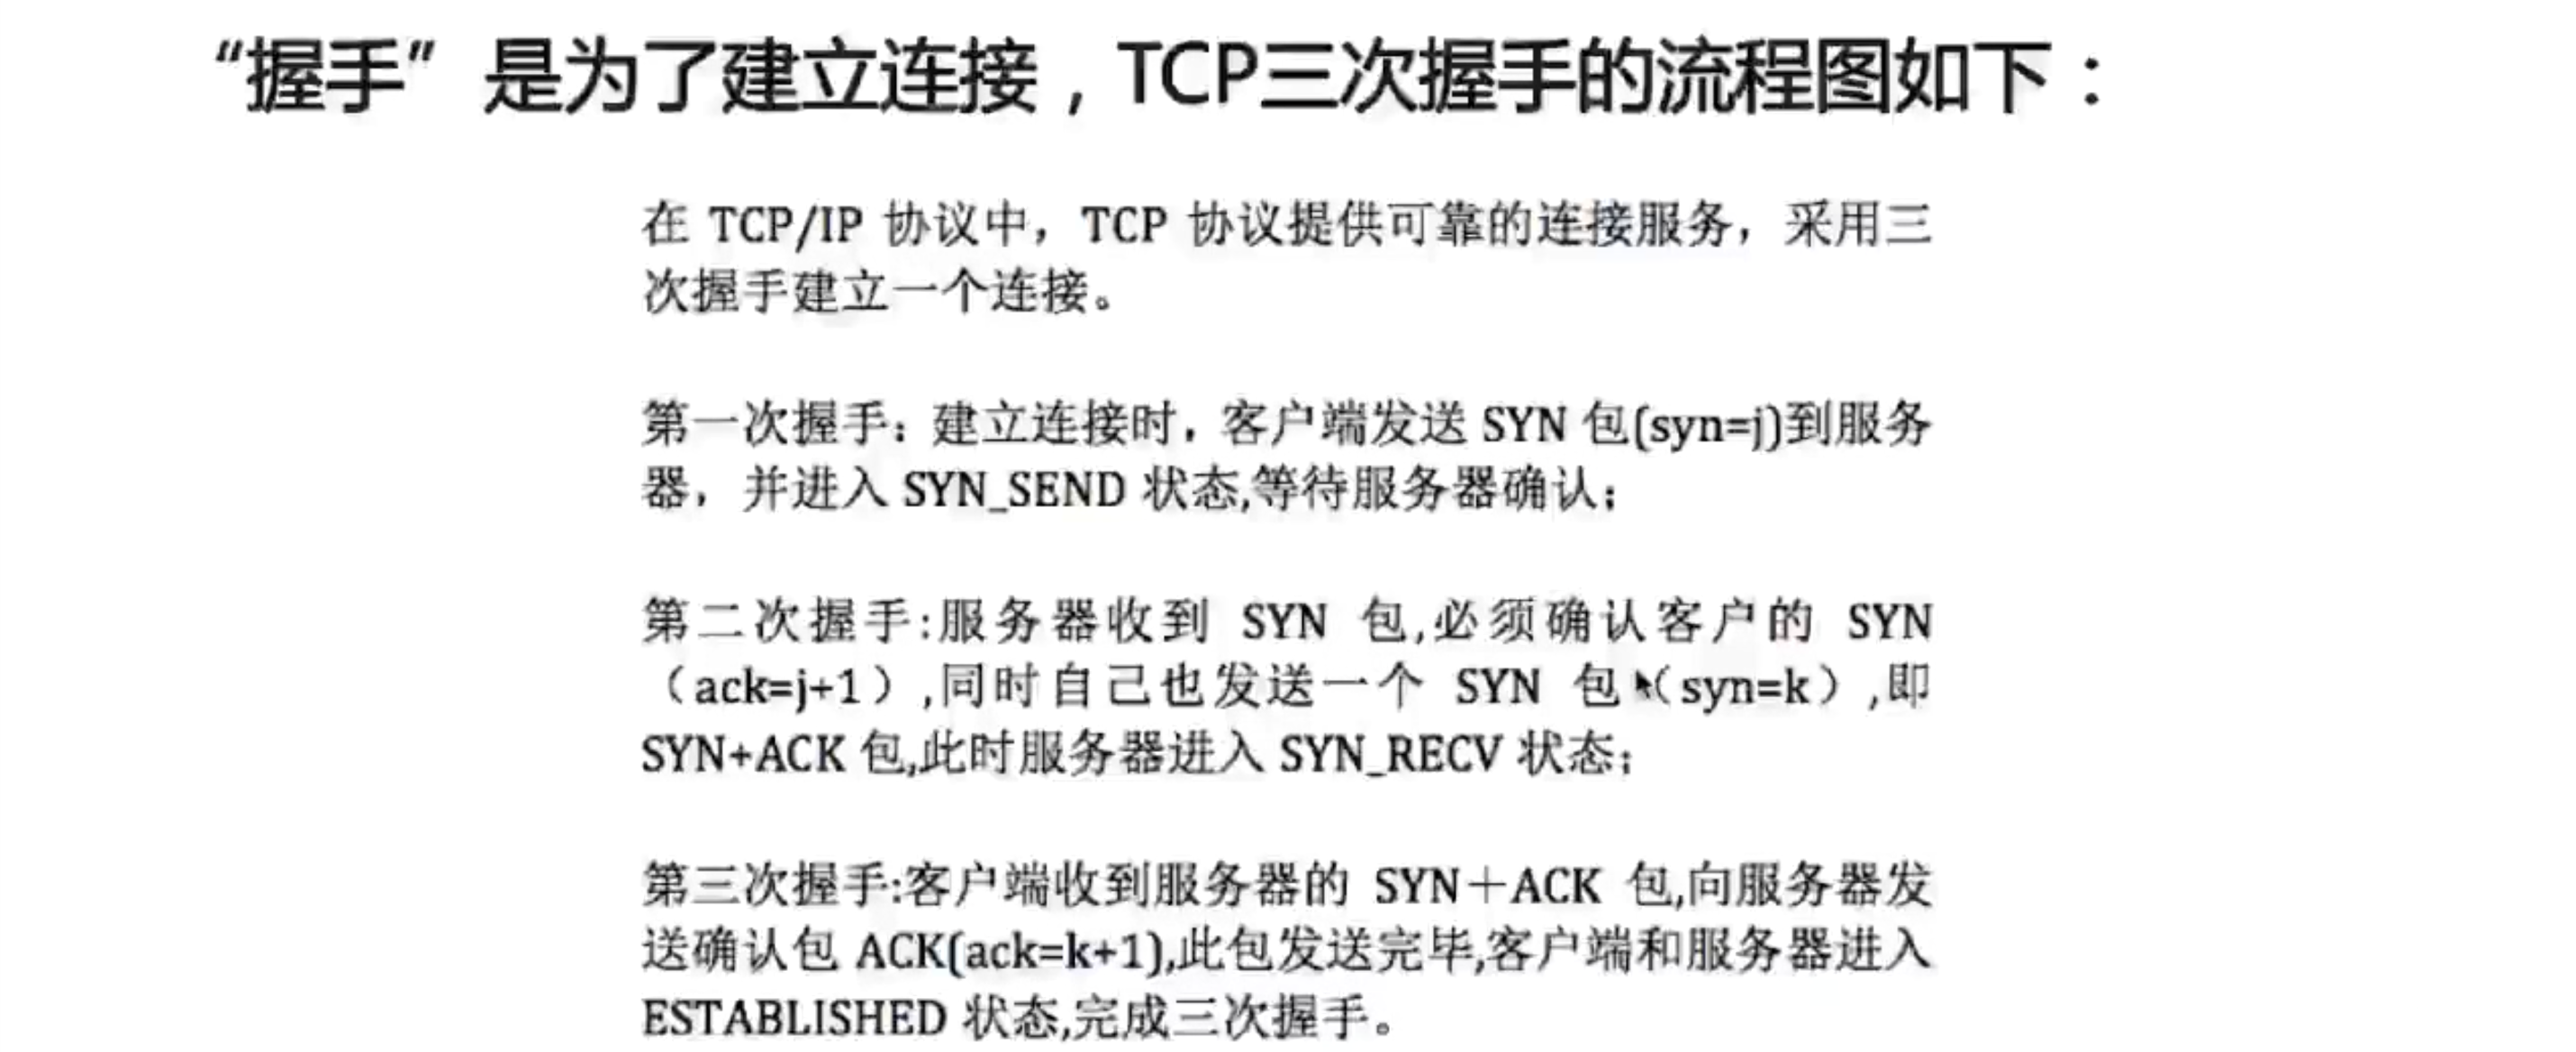 “握手”是为了建立连接，TCP三次握手的流程图如下：
在 TCP/IP 协议中，TCP 协议提供可靠的连接服务，采用三
次握手建立一个连接。
第一次握手：建立连接时，客户端发送 SYN 包(syn=j)到服务
器，并进入 SYN_SEND 状态,等待服务器确认；
第二次握手:服务器收到 SYN 包,必须确认客户的 SYN
（ack=j+1）,同时自己也发送一个 SYN 包（syn=k）,即
SYN+ACK 包,此时服务器进入 SYN_RECV 状态；
第三次握手:客户端收到服务器的 SYN＋ACK 包,向服务器发
送确认包 ACK(ack=k+1),此包发送完毕,客户端和服务器进入
ESTABLISHED 状态,完成三次握手。